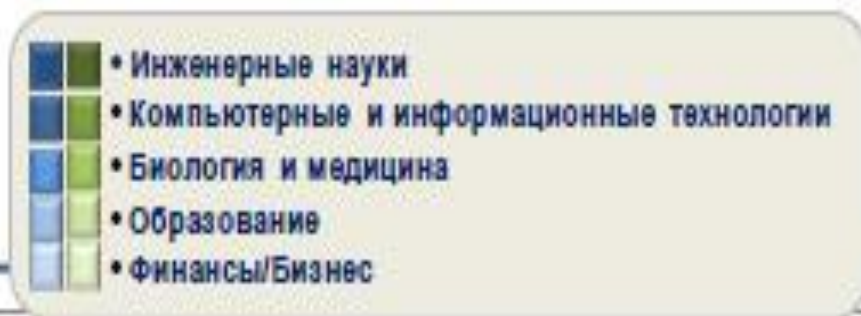 • Инженерные науки
• Компьютерные и информационные технологии
• Биология и медицина
• Образование
• Финансы/Бизнес